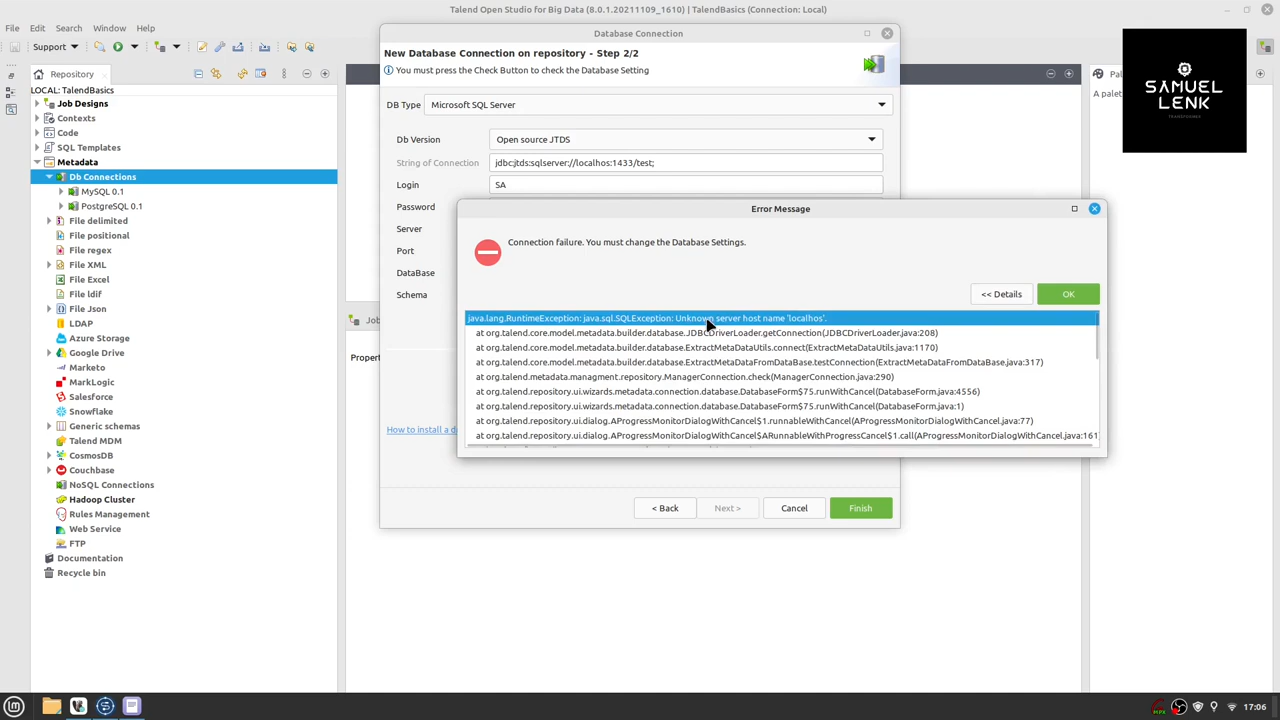 Talend Open Studio for Big Data (8.0.1.20211109_1610) | TalendBasics (Connection: Local)
File Edit Search Window Help
Support
Repository
LOCAL: TalendBasics
Job Designs
Contexts
Code
SQL Templates
Metadata
Db Connections
MySQL 0.1
PostgreSQL 0.1
File delimited
File positional
File regex
File XML
File Excel
File ldif
File Json
LDAP
Azure Storage
Google Drive
Marketo
MarkLogic
Salesforce
Snowflake
Generic schemas
Talend MDM
CosmosDB
Couchbase
NoSQL Connections
Hadoop Cluster
Rules Management
Web Service
FTP
Documentation
Recycle bin
Database Connection
New Database Connection on repository - Step 2/2
You must press the Check Button to check the Database Setting
DB Type Microsoft SQL Server
Db Version Open source JTDS
String of Connection jdbc:jtds:sqlserver://localhost:1433/test;
Login SA
Password
Server
Port
DataBase
Schema
Job
Propert
How to install a d
< Back Next > Cancel Finish
Error Message
Connection failure. You must change the Database Settings.
<< Details OK
java.lang.RuntimeException: java.sql.SQLException: Unknown server host name 'localhos'.
at org.talend.core.model.metadata.builder.database.JDBCDriverLoader.getConnection(JDBCDriverLoader.java:208)
at org.talend.core.model.metadata.builder.database.ExtractMetaDataUtils.connect(ExtractMetaDataUtils.java:1170)
at org.talend.core.model.metadata.builder.database.ExtractMetaDataFromDataBase.testConnection(ExtractMetaDataFromDataBase.java:317)
at org.talend.metadata.managment.repository.ManagerConnection.check(ManagerConnection.java:290)
at org.talend.repository.ui.wizards.metadata.connection.database.DatabaseForm$75.runWithCancel(DatabaseForm.java:4556)
at org.talend.repository.ui.wizards.metadata.connection.database.DatabaseForm$75.runWithCancel(DatabaseForm.java:1)
at org.talend.repository.ui.dialog.AProgressMonitorDialogWithCancel$1.runnableWithCancel(AProgressMonitorDialogWithCancel.java:77)
at org.talend.repository.ui.dialog.AProgressMonitorDialogWithCancel$ARunnableWithProgressCancel$1.call(AProgressMonitorDialogWithCancel.java:161
Pal
A palet
SAMUEL
LENK
17:06